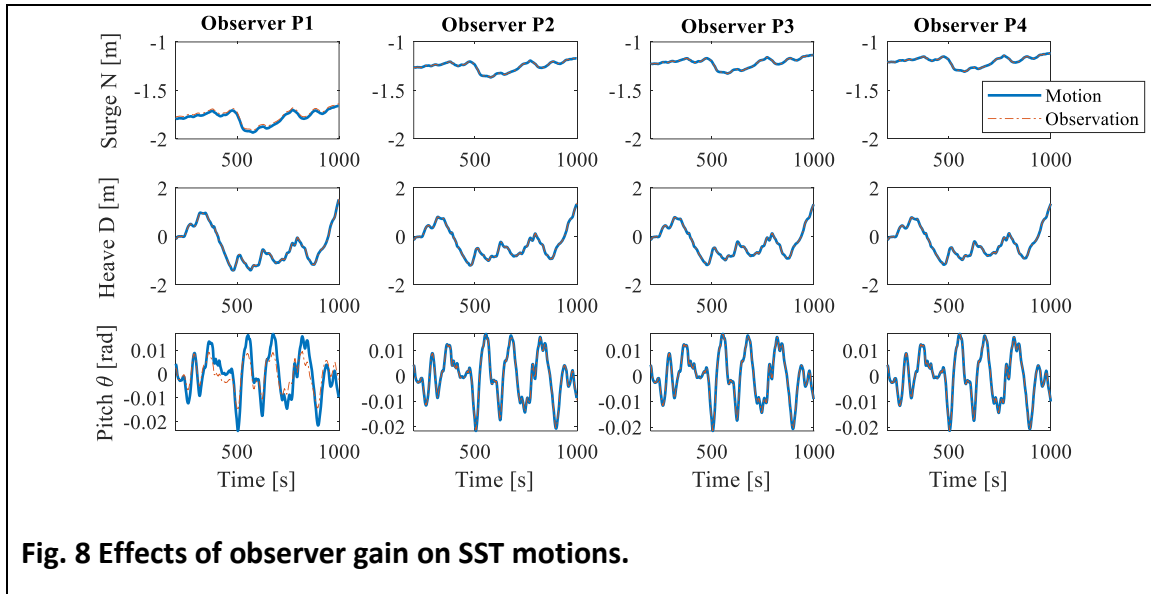 Observer P1 Observer P2 Observer P3 Observer P4
Surge N [m]
-1 -1 -1 -1
-1.5 -1.5 -1.5 -1.5
-2 -2 -2 -2
500 1000 500 1000 500 1000 500 1000
Motion
Observation
Heave D [m]
2 2 2 2
0 0 0 0
-2 -2 -2 -2
500 1000 500 1000 500 1000 500 1000
Pitch θ [rad]
0.01 0.01 0.01 0.01
0 0 0 0
-0.01 -0.01 -0.01 -0.01
-0.02 -0.02 -0.02 -0.02
500 1000 500 1000 500 1000 500 1000
Time [s] Time [s] Time [s] Time [s]
Fig. 8 Effects of observer gain on SST motions.